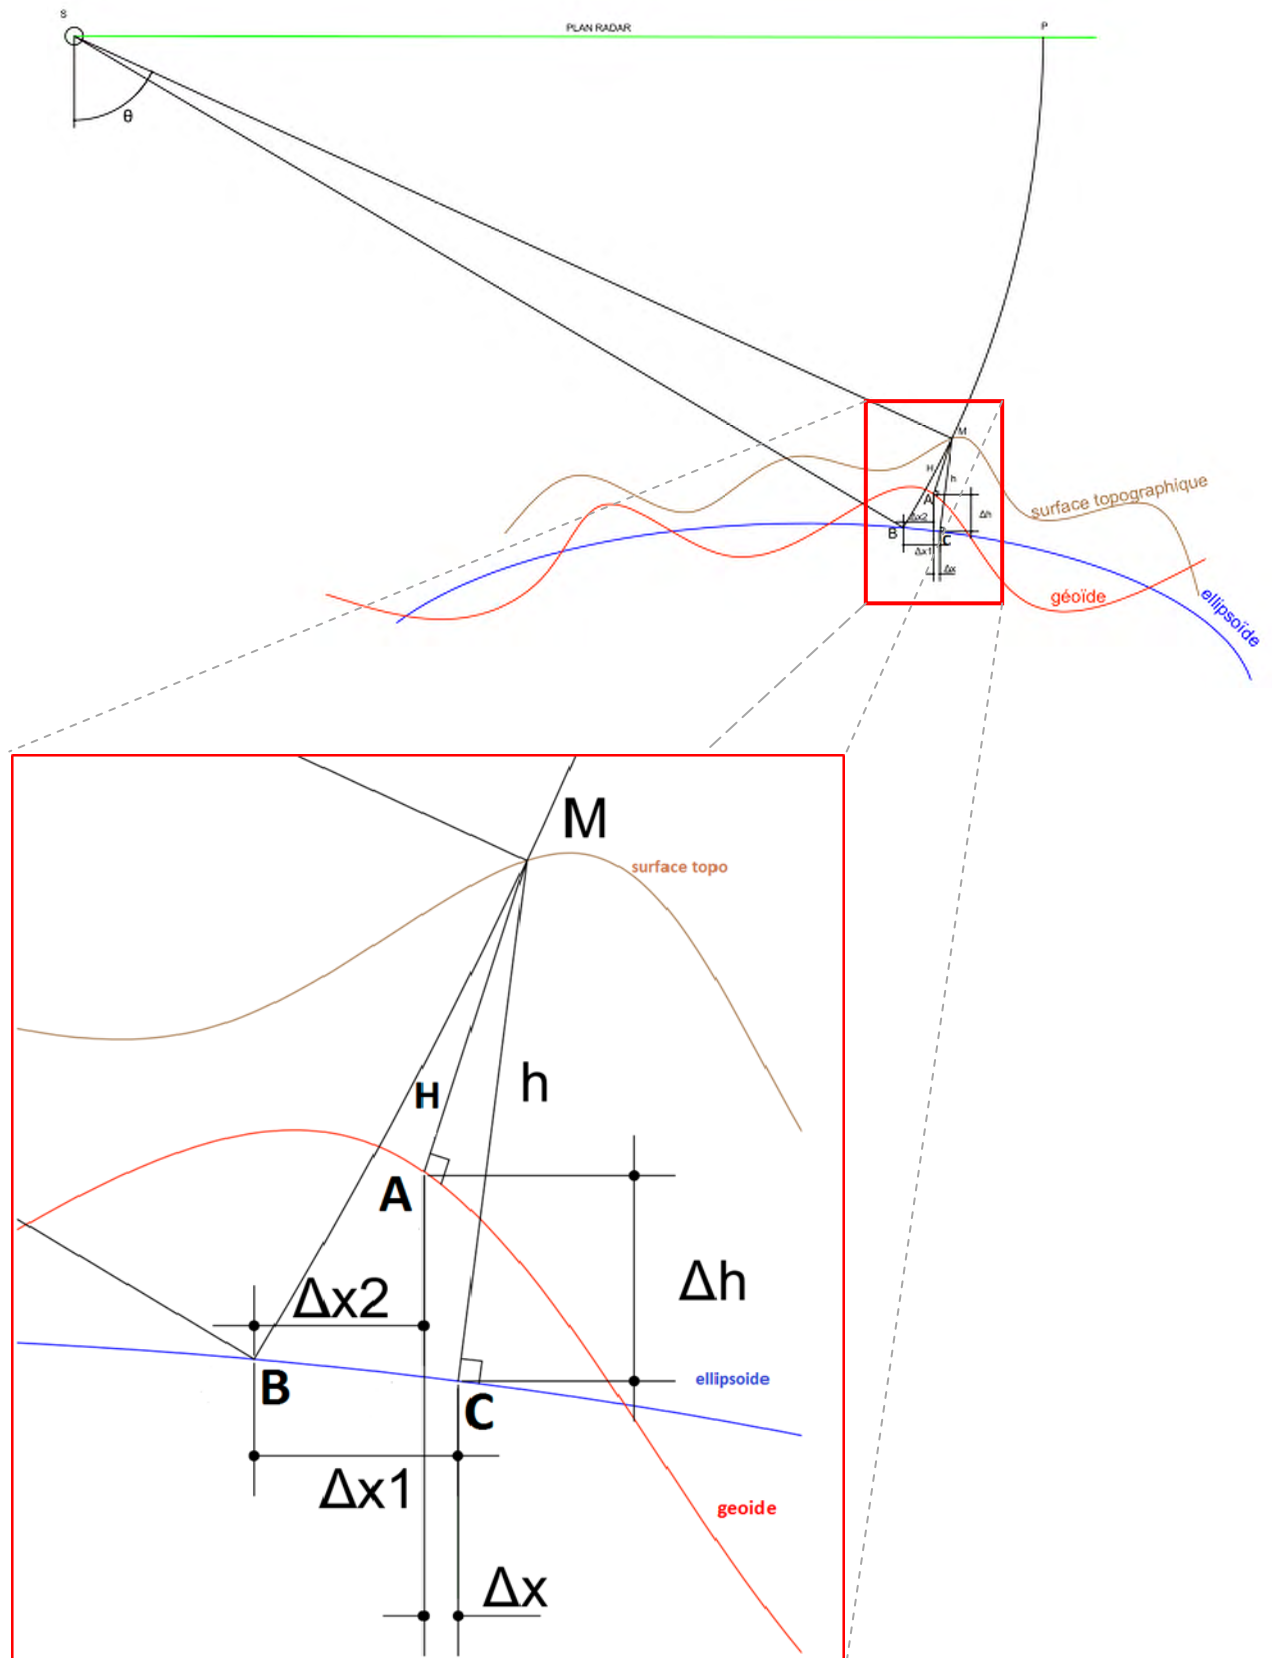 S
PLAN RADAR
P
θ
M
H
h
A
surface topographique
Δh
Δx2
B
C
Δx1
Δx
géoïde
ellipsoïde
M
surface topo
h
H
A
Δh
Δx2
ellipsoide
B
C
Δx1
geoide
Δx